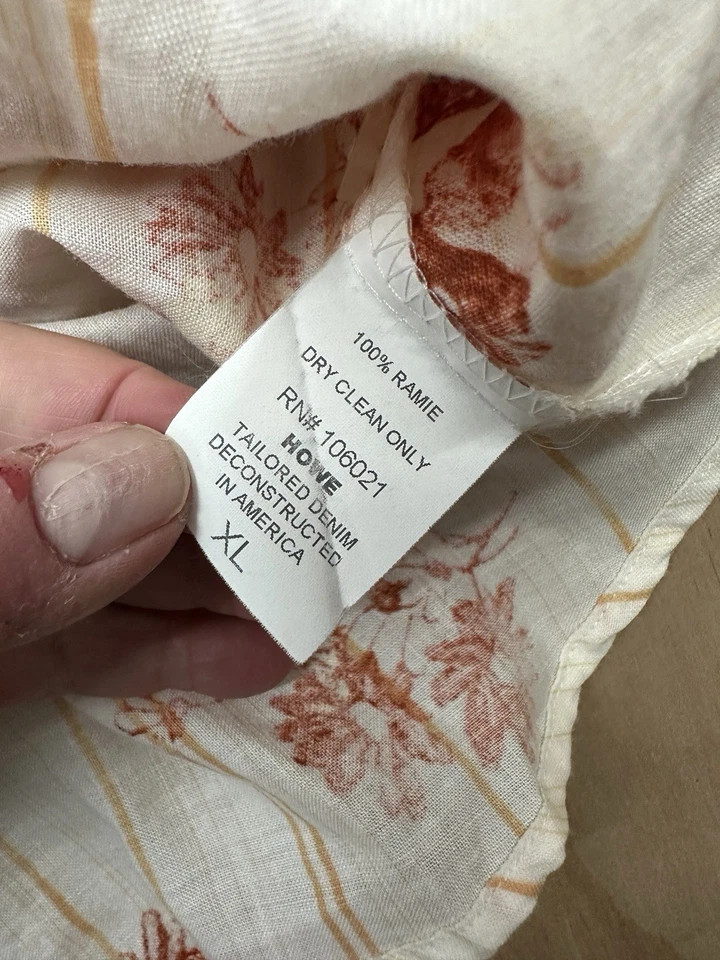 100% RAMIE
DRY CLEAN ONLY
RN# 106021
HOWE
TAILORED DENIM
DECONSTRUCTED
IN AMERICA
XL